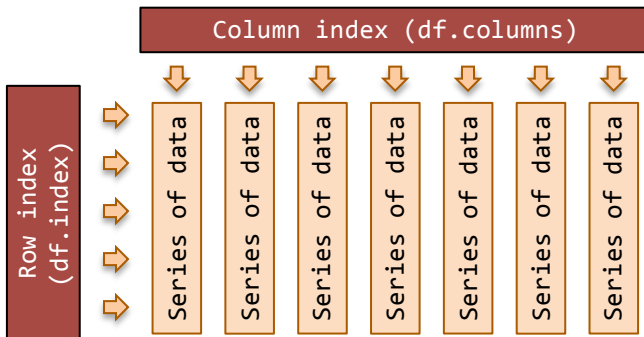 Column index (df.columns)
Row index
(df.index)
Series of data
Series of data
Series of data
Series of data
Series of data
Series of data
Series of data